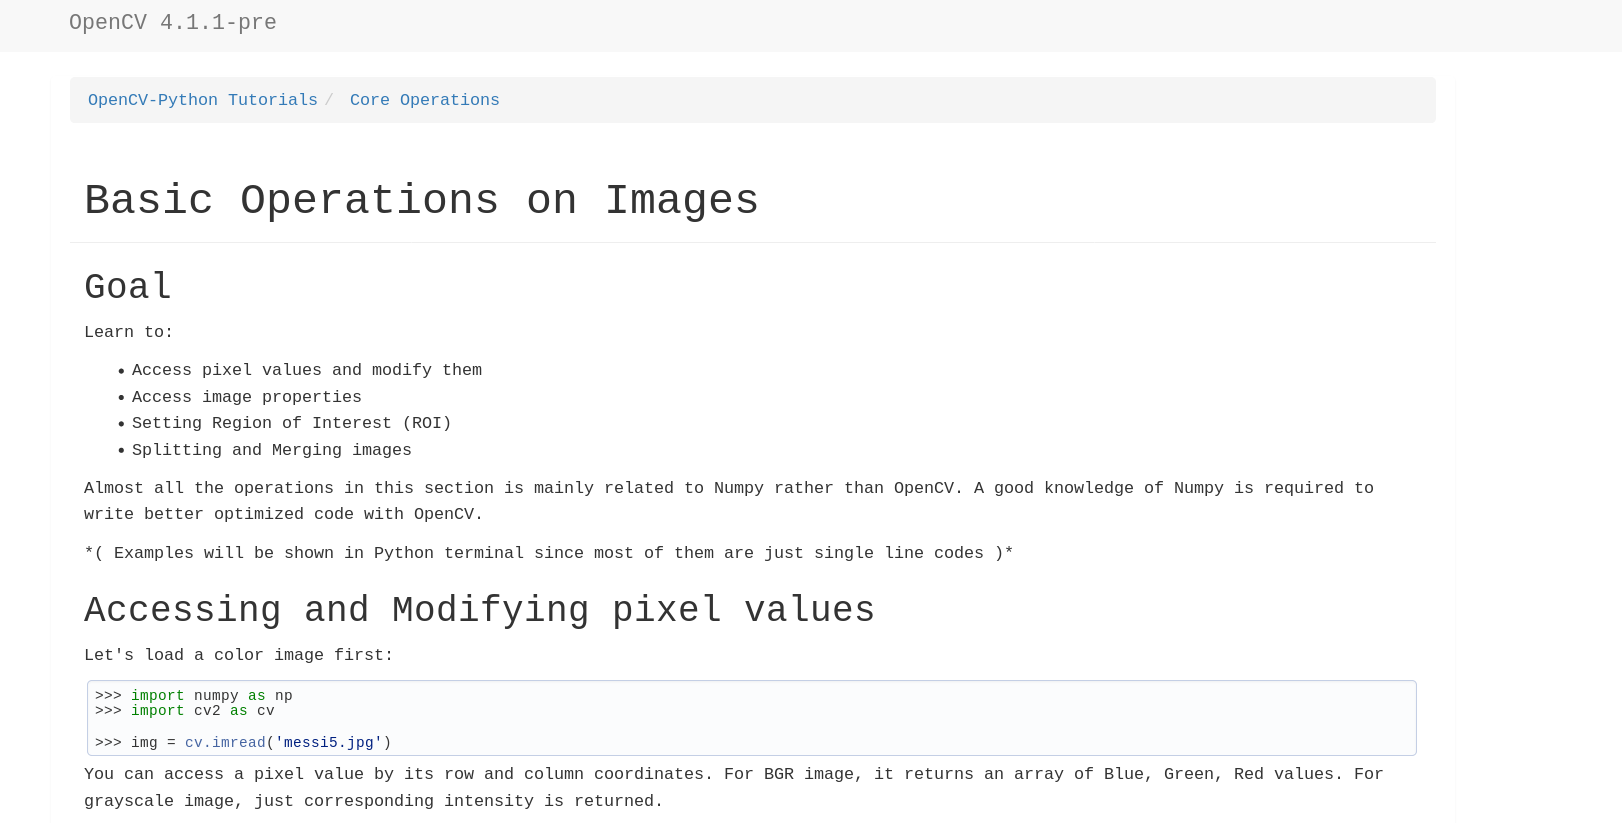 OpenCV 4.1.1-pre
OpenCV-Python Tutorials / Core Operations
Basic Operations on Images
Goal
Learn to:
• Access pixel values and modify them
• Access image properties
• Setting Region of Interest (ROI)
• Splitting and Merging images
Almost all the operations in this section is mainly related to Numpy rather than OpenCV. A good knowledge of Numpy is required to
write better optimized code with OpenCV.
*( Examples will be shown in Python terminal since most of them are just single line codes )*
Accessing and Modifying pixel values
Let's load a color image first:
>>> import numpy as np
>>> import cv2 as cv
>>> img = cv.imread('messi5.jpg')
You can access a pixel value by its row and column coordinates. For BGR image, it returns an array of Blue, Green, Red values. For
grayscale image, just corresponding intensity is returned.